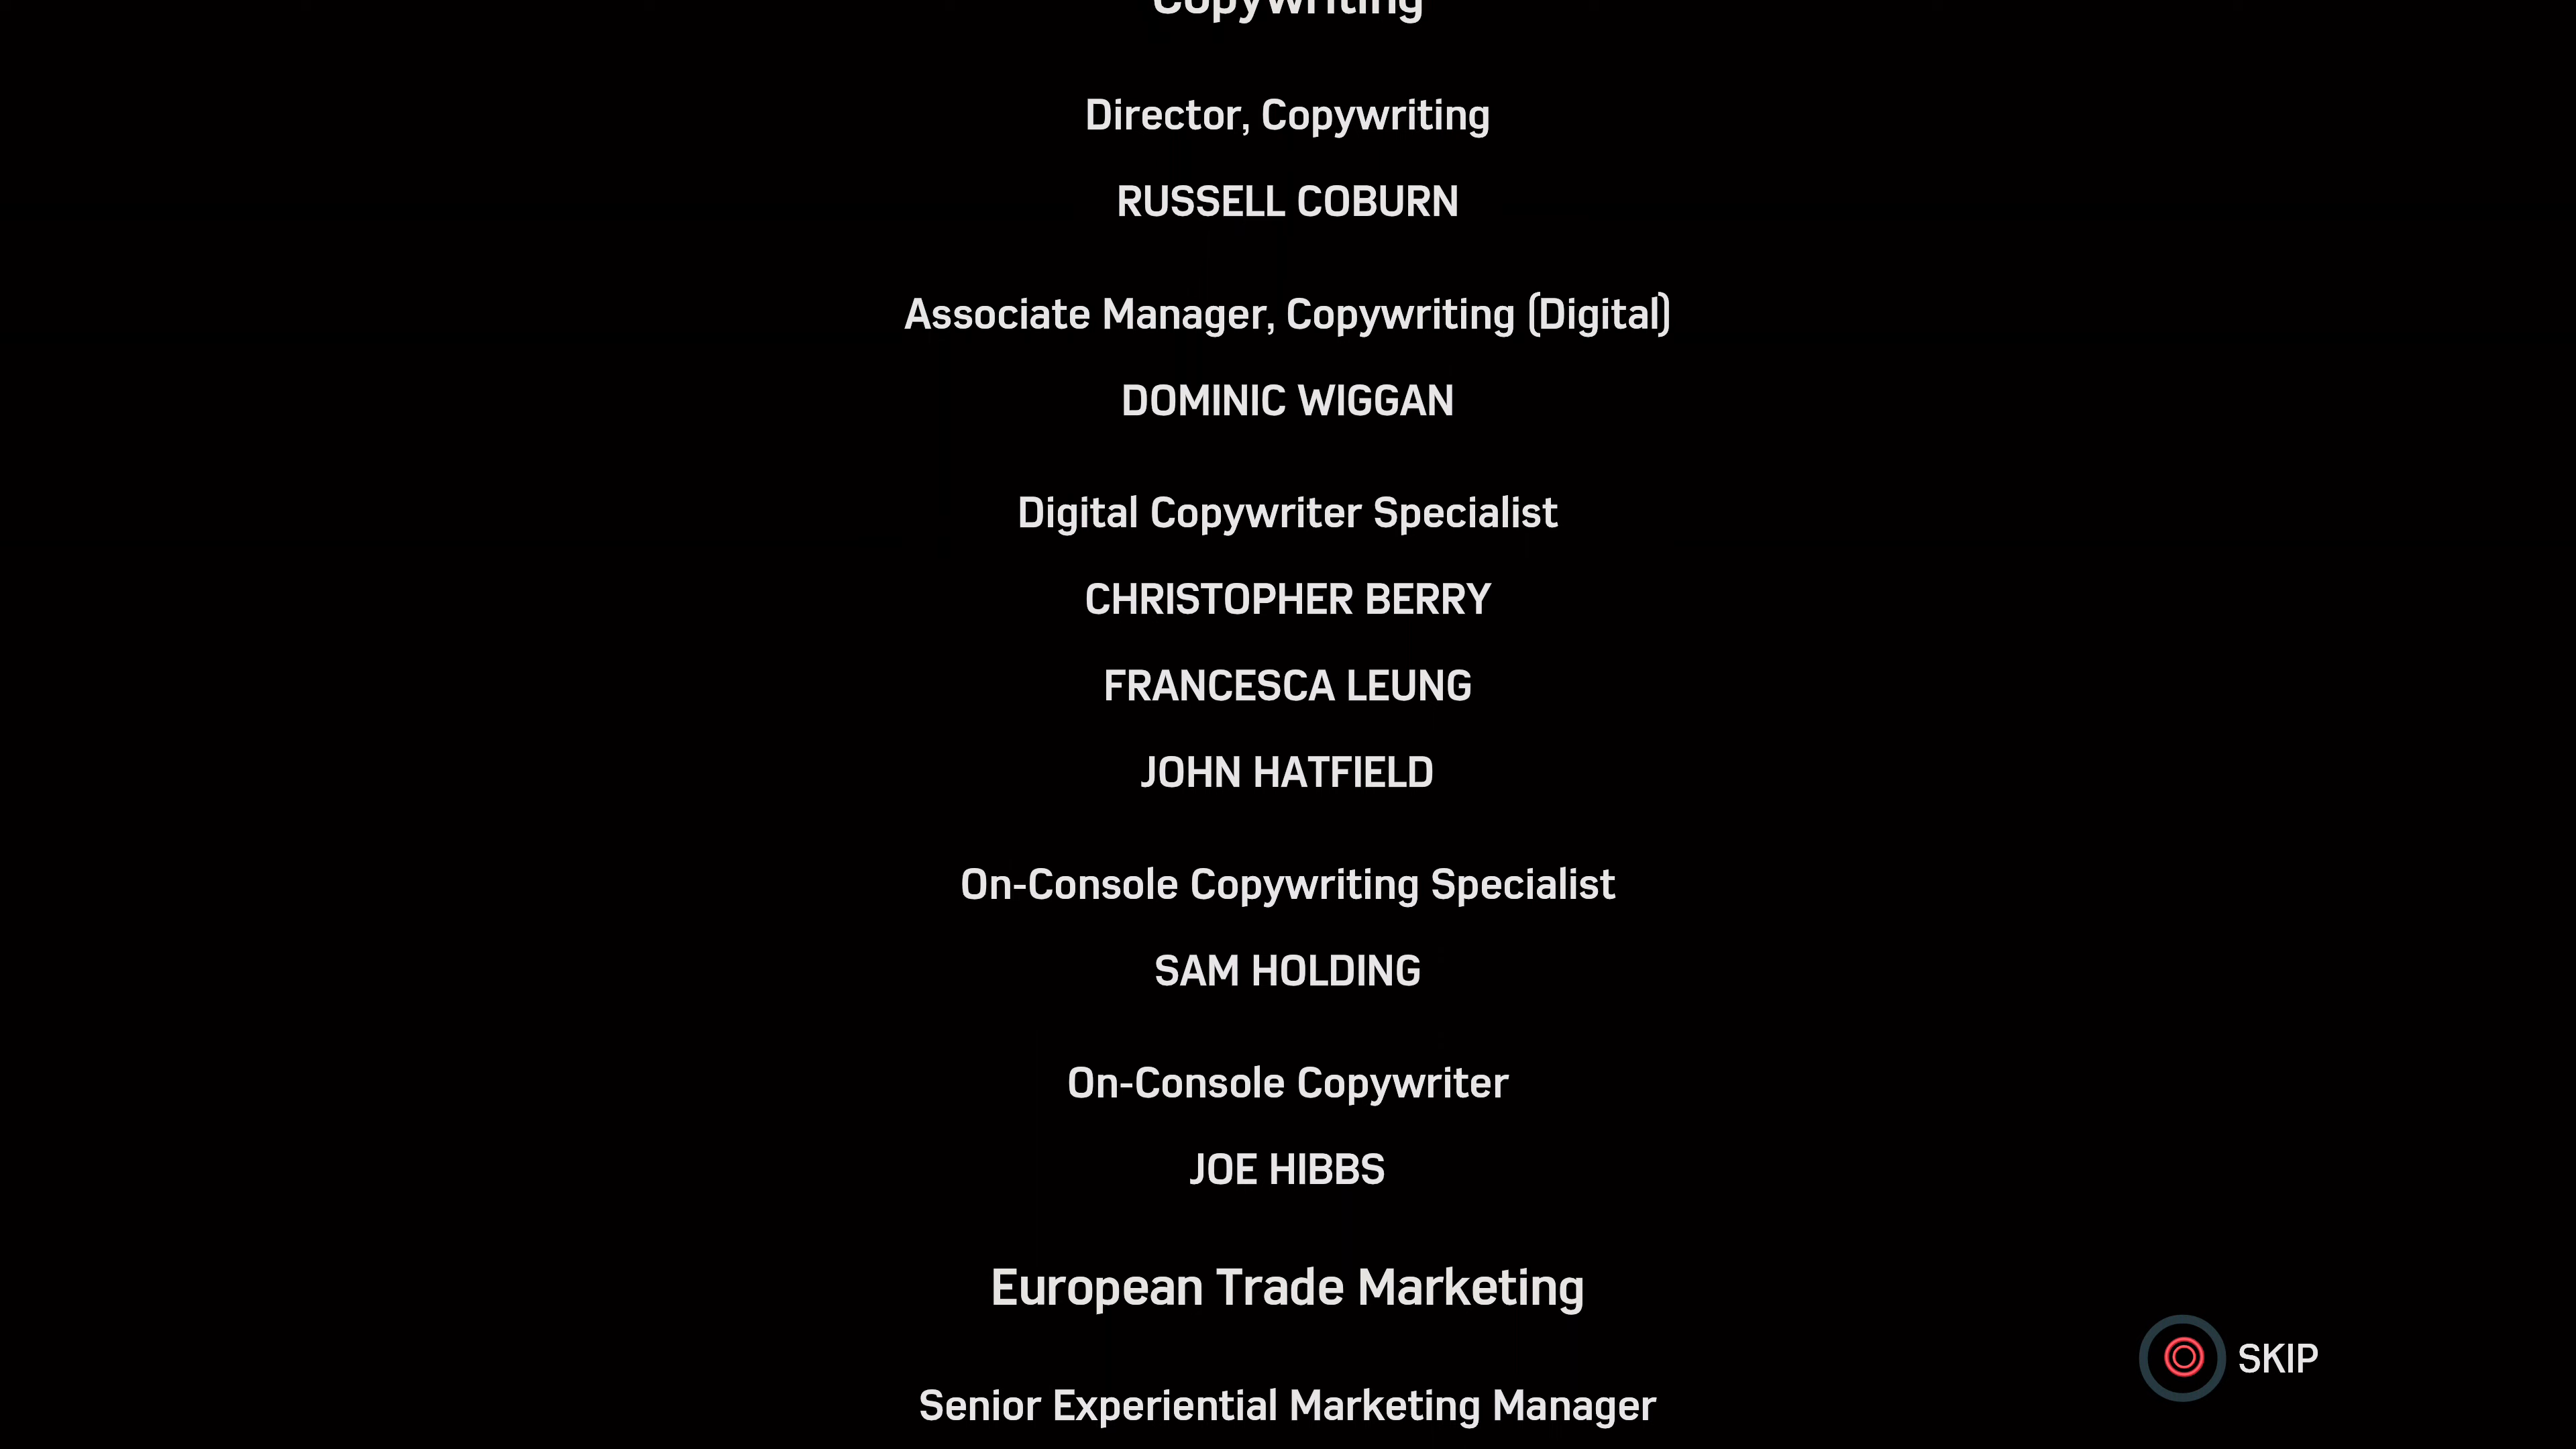 Copywriting
Director, Copywriting
RUSSELL COBURN
Associate Manager, Copywriting (Digital)
DOMINIC WIGGAN
Digital Copywriter Specialist
CHRISTOPHER BERRY
FRANCESCA LEUNG
JOHN HATFIELD
On-Console Copywriting Specialist
SAM HOLDING
On-Console Copywriter
JOE HIBBS
European Trade Marketing
SKIP
Senior Experiential Marketing Manager